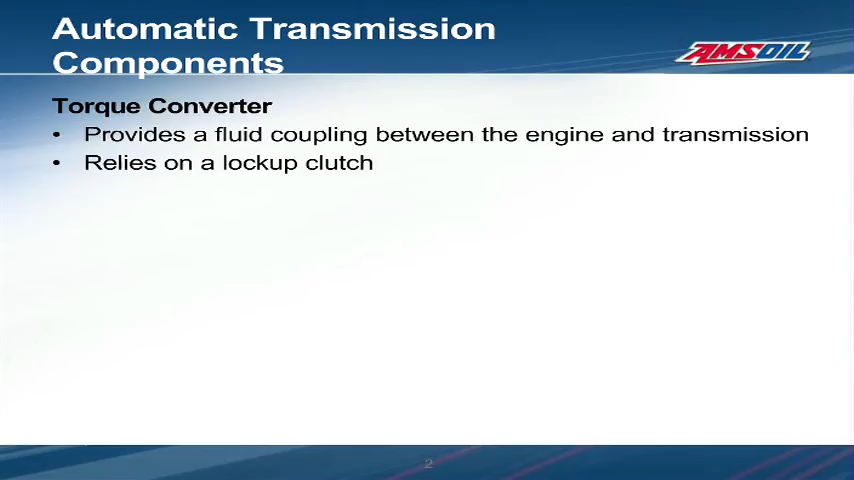 Automatic Transmission
Components
AMSOIL
Torque Converter
• Provides a fluid coupling between the engine and transmission
• Relies on a lockup clutch
2